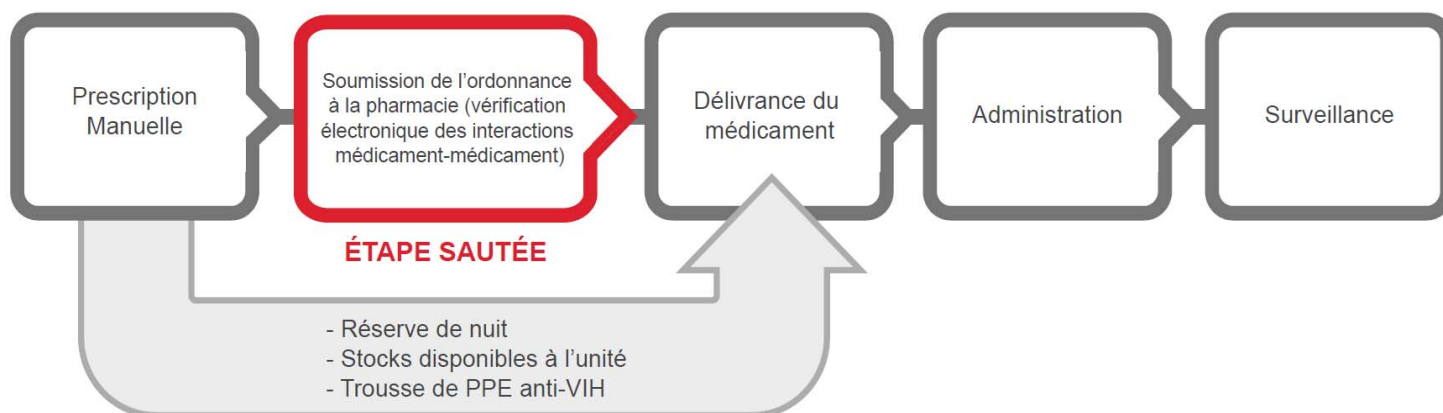 Prescription
Manuelle
Soumission de l’ordonnance
à la pharmacie (vérification
électronique des interactions
médicament-médicament)
Délivrance du
médicament
Administration
Surveillance
ÉTAPE SAUTÉE
- Réserve de nuit
- Stocks disponibles à l’unité
- Trousse de PPE anti-VIH